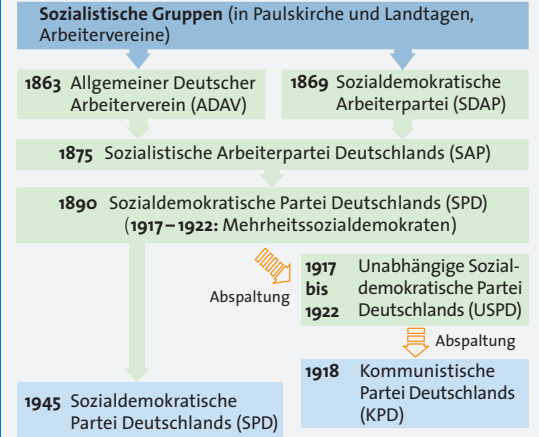 Sozialistische Gruppen (in Paulskirche und Landtagen,
Arbeitervereine)
1863 Allgemeiner Deutscher
Arbeiterverein (ADAV)
1869 Sozialdemokratische
Arbeiterpartei (SDAP)
1875 Sozialistische Arbeiterpartei Deutschlands (SAP)
1890 Sozialdemokratische Partei Deutschlands (SPD)
(1917–1922: Mehrheitssozialdemokraten)
Abspaltung
1917 Unabhängige Sozial-
bis demokratische Partei
1922 Deutschlands (USPD)
Abspaltung
1918 Kommunistische
Partei Deutschlands
(KPD)
1945 Sozialdemokratische
Partei Deutschlands (SPD)